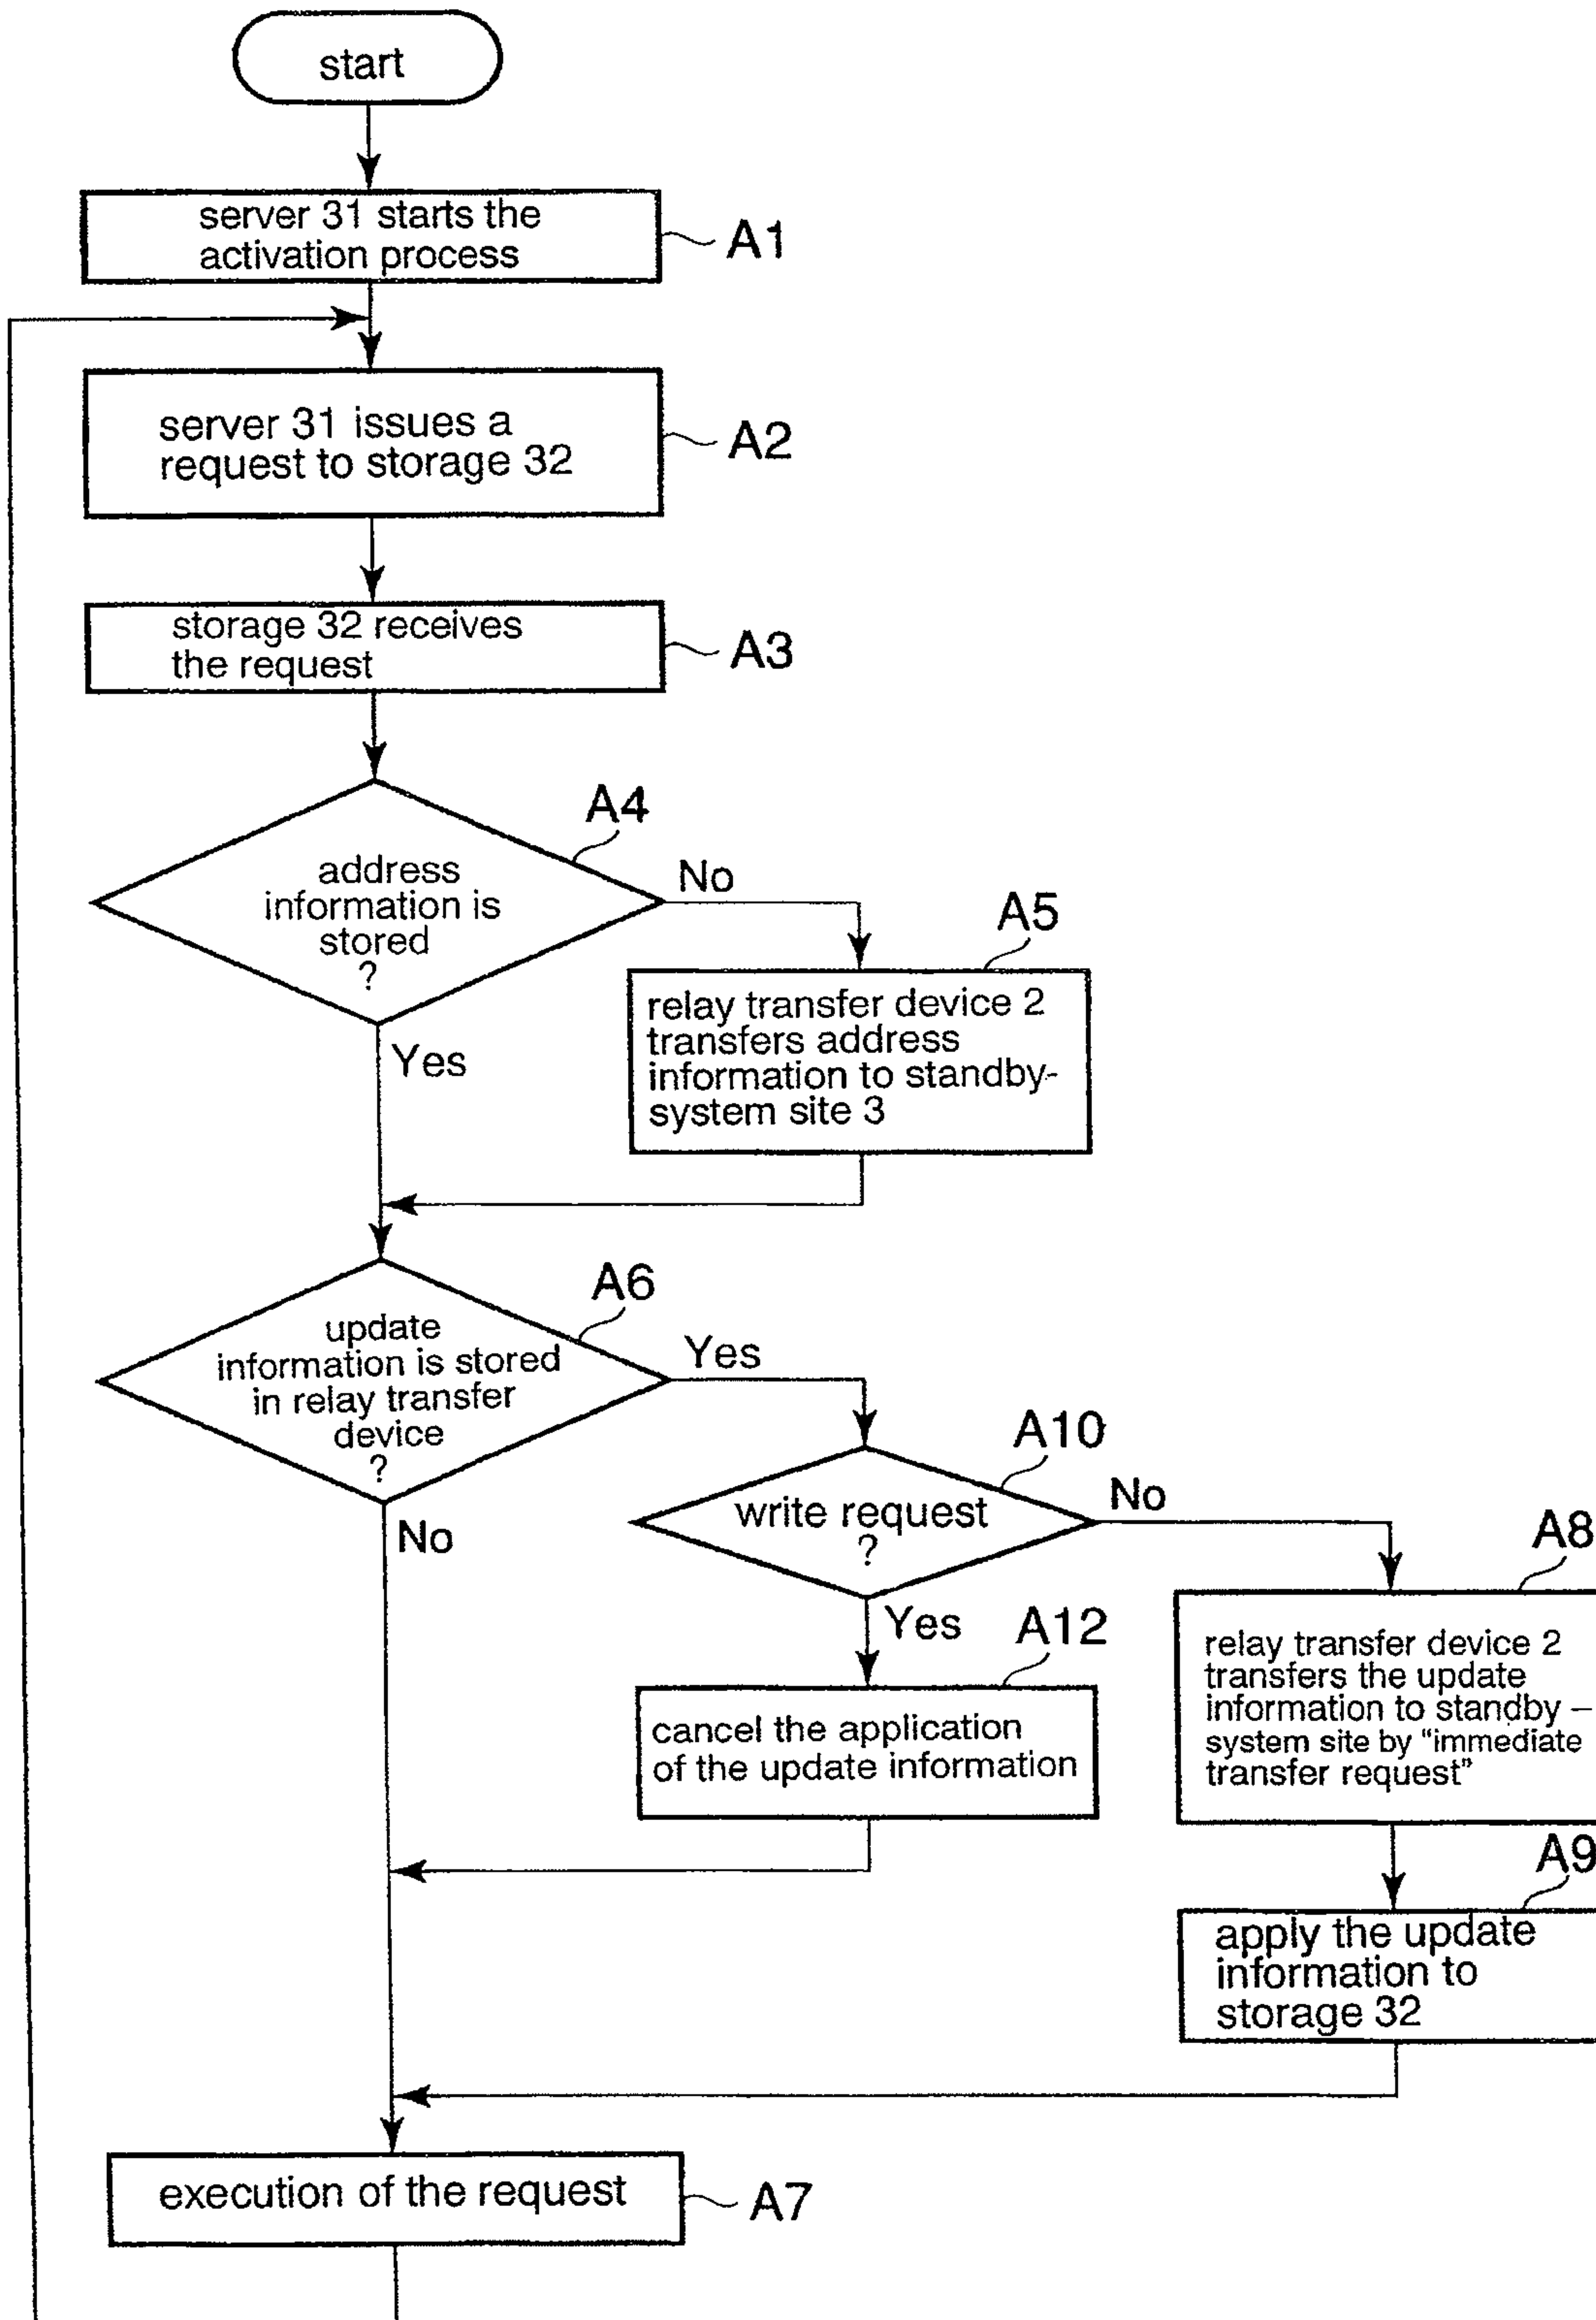 start
server 31 starts the
activation process
A1
server 31 issues a
request to storage 32
A2
storage 32 receives
the request
A3
A4
address
information is
stored
?
No
Yes
A5
relay transfer device 2
transfers address
information to standby-
system site 3
A6
update
information is stored
in relay transfer
device
?
Yes
No
A10
write request
?
No
Yes
A8
relay transfer device 2
transfers the update
information to standby –
system site by “immediate
transfer request”
A12
cancel the application
of the update information
A9
apply the update
information to
storage 32
execution of the request
A7